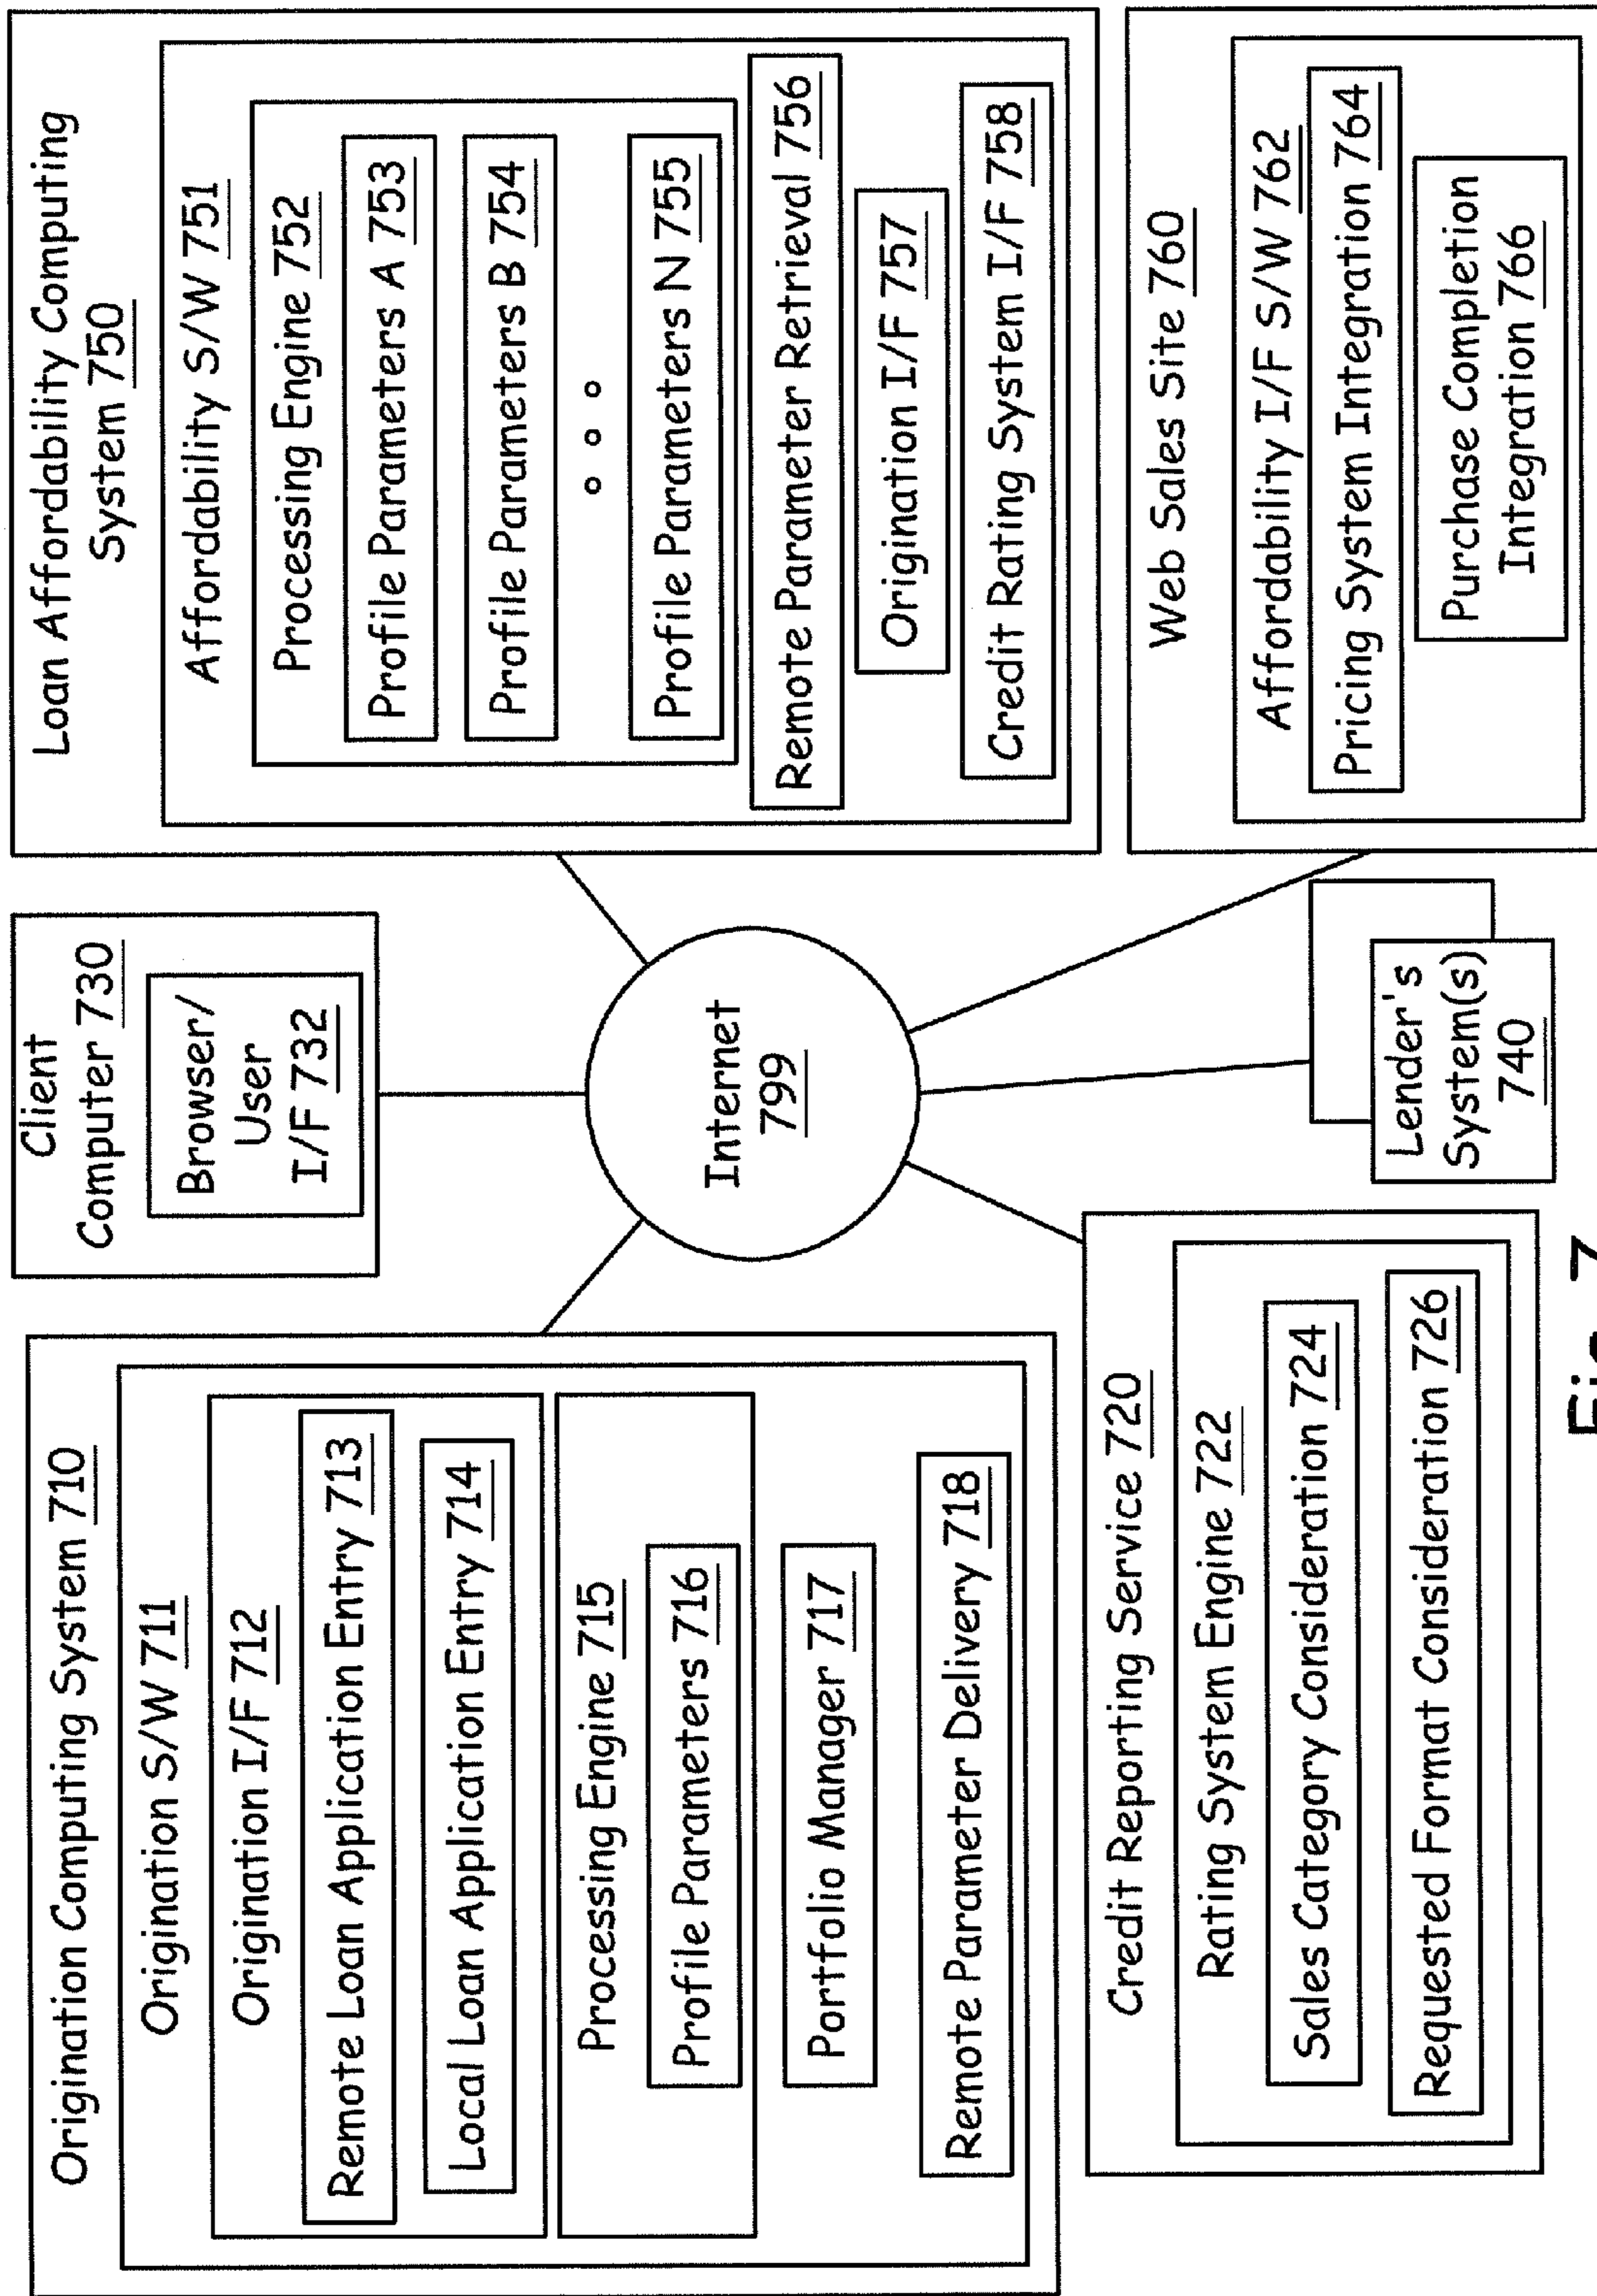 Origination Computing System 710
Origination S/W 711
Origination I/F 712
Remote Loan Application Entry 713
Local Loan Application Entry 714
Processing Engine 715
Profile Parameters 716
Portfolio Manager 717
Remote Parameter Delivery 718
Credit Reporting Service 720
Rating System Engine 722
Sales Category Consideration 724
Requested Format Consideration 726
Client
Computer 730
Browser/
User
I/F 732
Internet
799
Lender's
System(s)
740
Loan Affordability Computing
System 750
Affordability S/W 751
Processing Engine 752
Profile Parameters A 753
Profile Parameters B 754
Profile Parameters N 755
Remote Parameter Retrieval 756
Origination I/F 757
Credit Rating System I/F 758
Web Sales Site 760
Affordability I/F S/W 762
Pricing System Integration 764
Purchase Completion
Integration 766
Fig. 7